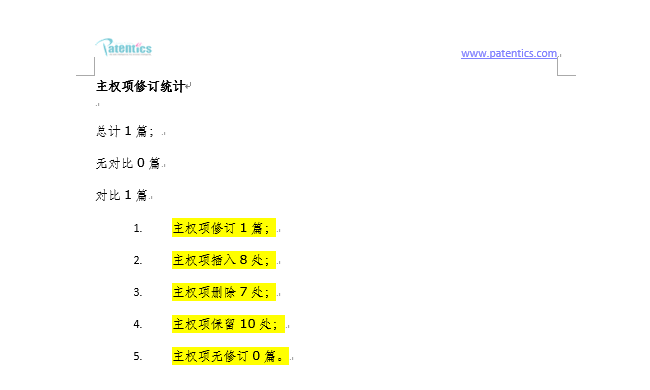 Patentics
www.patentics.com
主权项修订统计
总计 1 篇；
无对比 0 篇
对比 1 篇
1. 主权项修订 1 篇；
2. 主权项插入 8 处；
3. 主权项删除 7 处；
4. 主权项保留 10 处；
5. 主权项无修订 0 篇。